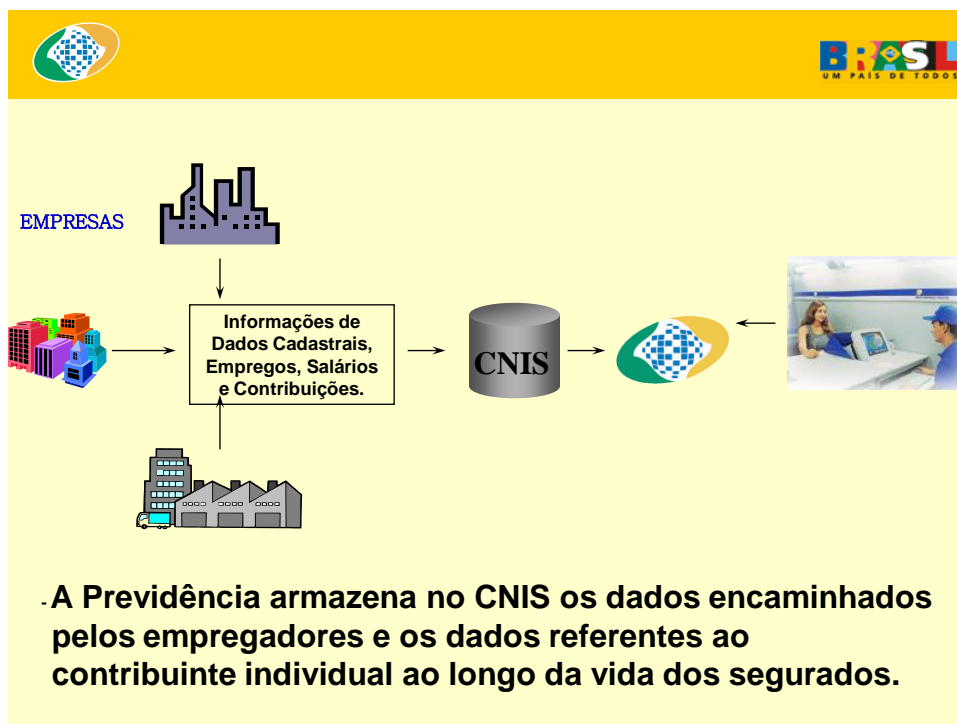 BRASIL
UM PAÍS DE TODOS
EMPRESAS
Informações de
Dados Cadastrais,
Empregos, Salários
e Contribuições.
CNIS
- A Previdência armazena no CNIS os dados encaminhados
pelos empregadores e os dados referentes ao
contribuinte individual ao longo da vida dos segurados.